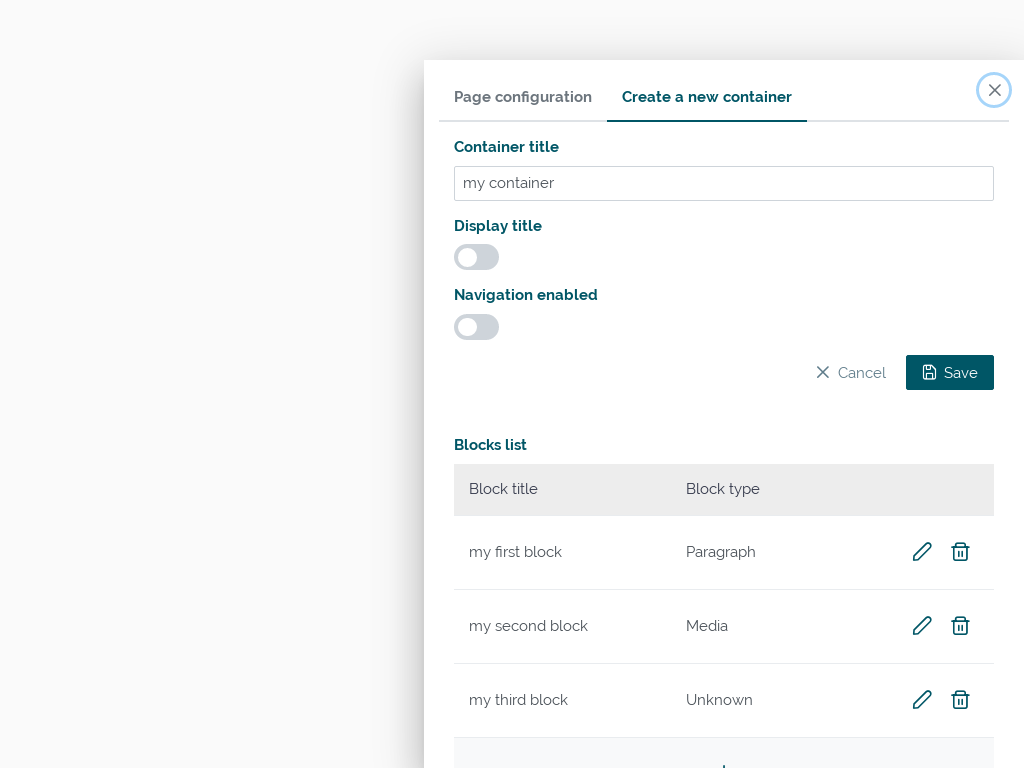 Page configuration
Create a new container
Container title
my container
Display title
Navigation enabled
Cancel
Save
Blocks list
Block title
Block type
my first block
Paragraph
my second block
Media
my third block
Unknown